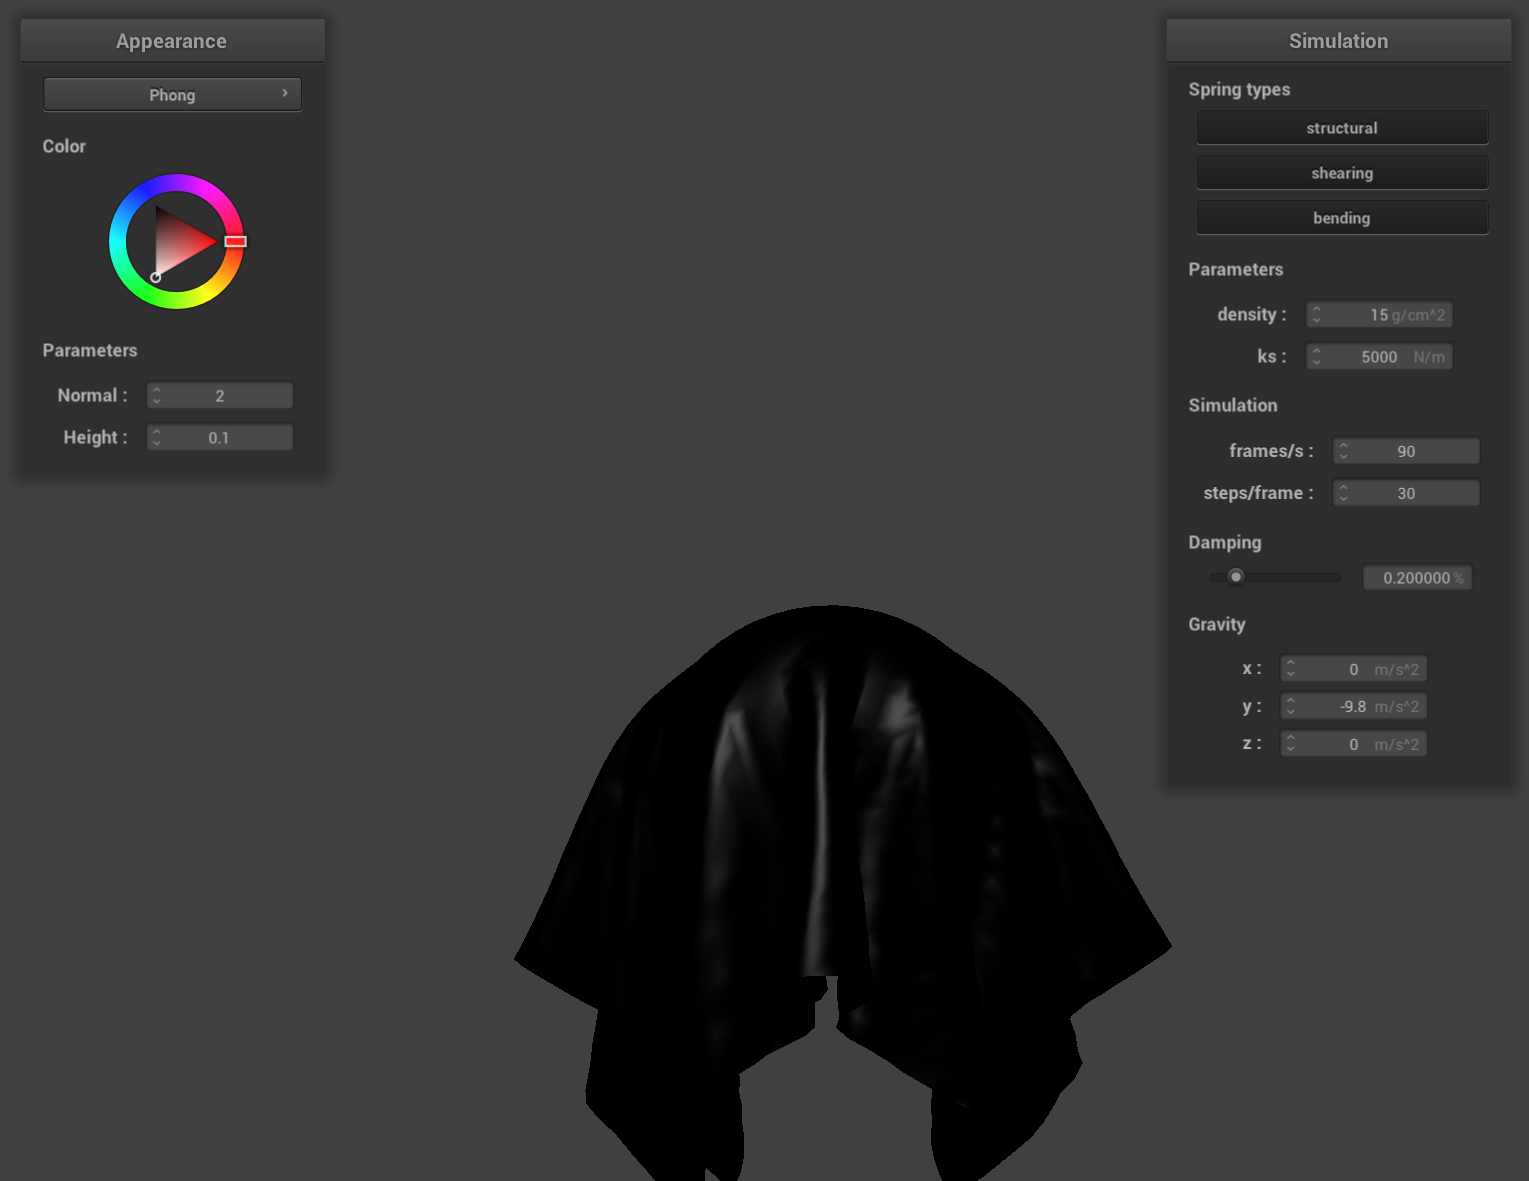 Appearance
Phong
Color
Parameters
Normal : 2
Height : 0.1
Simulation
Spring types
structural
shearing
bending
Parameters
density : 15 g/cm^2
ks : 5000 N/m
Simulation
frames/s : 90
steps/frame : 30
Damping
0.200000 %
Gravity
x : 0 m/s^2
y : -9.8 m/s^2
z : 0 m/s^2